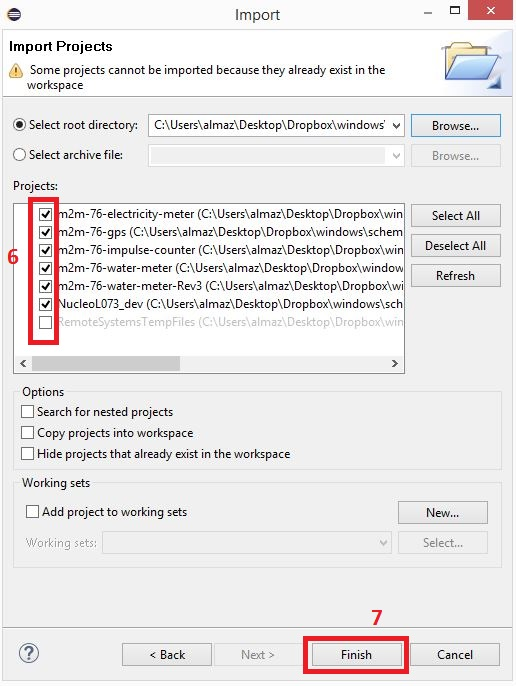 Import
Import Projects
Some projects cannot be imported because they already exist in the
workspace
Select root directory: C:\Users\almaz\Desktop\Dropbox\windows\ Browse...
Select archive file: Browse...
Projects:
m2m-76-electricity-meter (C:\Users\almaz\Desktop\Dropbox\win Select All
m2m-76-gps (C:\Users\almaz\Desktop\Dropbox\windows\schem
6 m2m-76-impulse-counter (C:\Users\almaz\Desktop\Dropbox\win Deselect All
m2m-76-water-meter (C:\Users\almaz\Desktop\Dropbox\window
m2m-76-water-meter-Rev3 (C:\Users\almaz\Desktop\Dropbox\w Refresh
NucleoL073_dev (C:\Users\almaz\Desktop\Dropbox\windows\sch
RemoteSystemsTempFiles (C:\Users\almaz\Desktop\Dropbox\win
Options
Search for nested projects
Copy projects into workspace
Hide projects that already exist in the workspace
Working sets
Add project to working sets New...
Working sets: Select...
7
? < Back Next > Finish Cancel